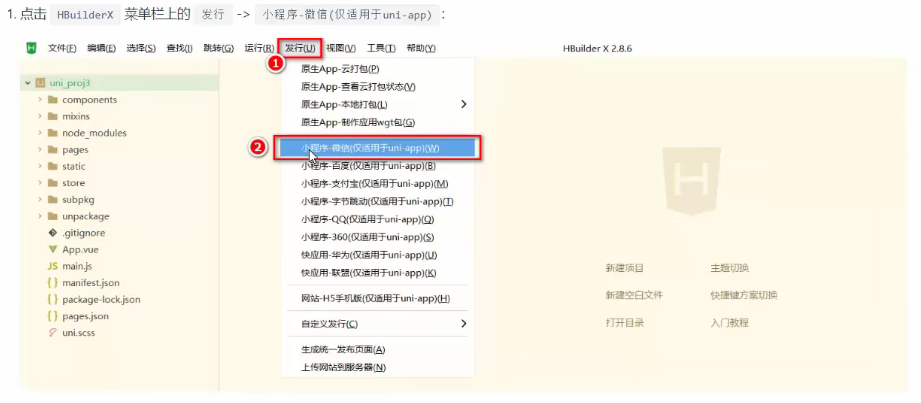 1. 点击 HBuilderX 菜单栏上的 发行 -> 小程序-微信(仅适用于uni-app) :
文件(F) 编辑(E) 选择(S) 查找(I) 跳转(G) 运行(R) 发行(U) 视图(V) 工具(T) 帮助(Y) HBuilder X 2.8.6
1
uni_proj3
components
mixins
node_modules
pages
static
store
subpkg
unpackage
.gitignore
App.vue
JS main.js
{ } manifest.json
{ } package-lock.json
{ } pages.json
uni.scss
原生App-云打包(P)
原生App-查看云打包状态(V)
原生App-本地打包(L)
原生App-制作应用wgt包(G)
2
小程序-微信(仅适用于uni-app)(W)
小程序-百度(仅适用于uni-app)(B)
小程序-支付宝(仅适用于uni-app)(M)
小程序-字节跳动(仅适用于uni-app)(T)
小程序-QQ(仅适用于uni-app)(Q)
小程序-360(仅适用于uni-app)(S)
快应用-华为(仅适用于uni-app)(U)
快应用-联盟(仅适用于uni-app)(K)
网站-H5手机版(仅适用于uni-app)(H)
自定义发行(C)
生成统一发布页面(A)
上传网站到服务器(N)
H
新建项目 主题切换
新建空白文件 快捷键方案切换
打开目录 入门教程